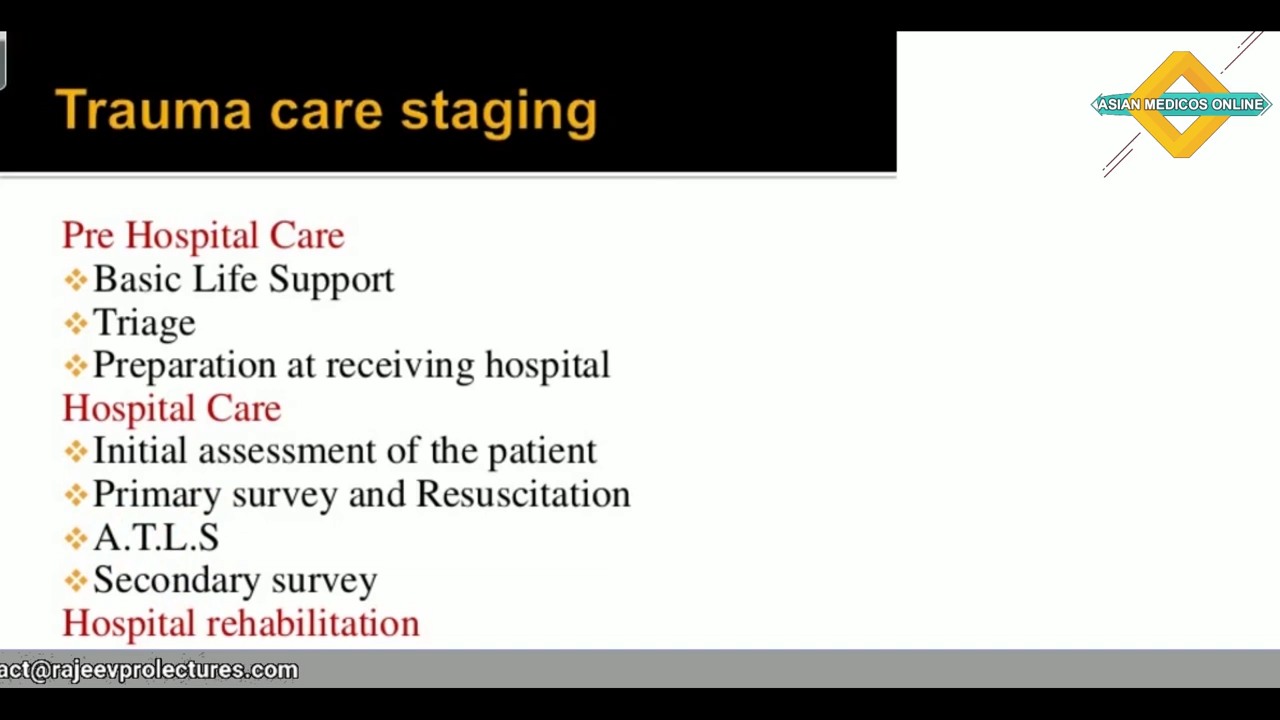 Trauma care staging
ASIAN MEDICOS ONLINE
Pre Hospital Care
Basic Life Support
Triage
Preparation at receiving hospital
Hospital Care
Initial assessment of the patient
Primary survey and Resuscitation
A.T.L.S
Secondary survey
Hospital rehabilitation
act@rajeevprolectures.com